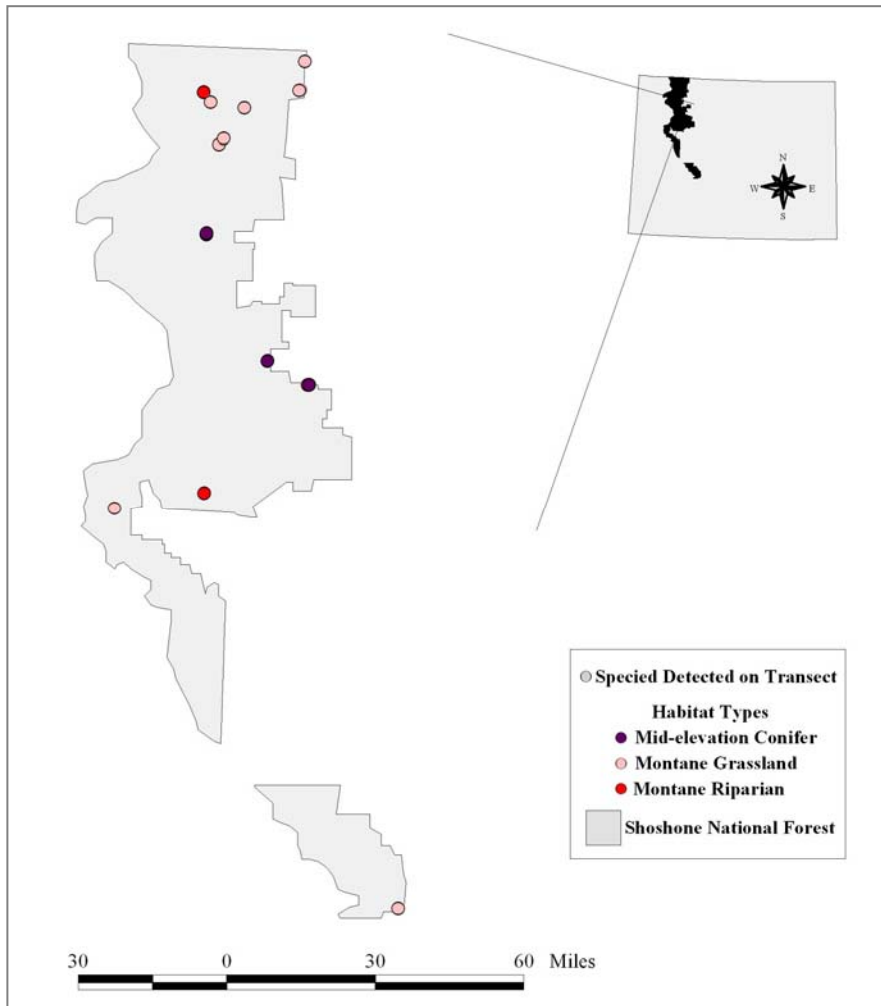 N
W E
S
Specied Detected on Transect
Habitat Types
Mid-elevation Conifer
Montane Grassland
Montane Riparian
Shoshone National Forest
30 0 30 60 Miles